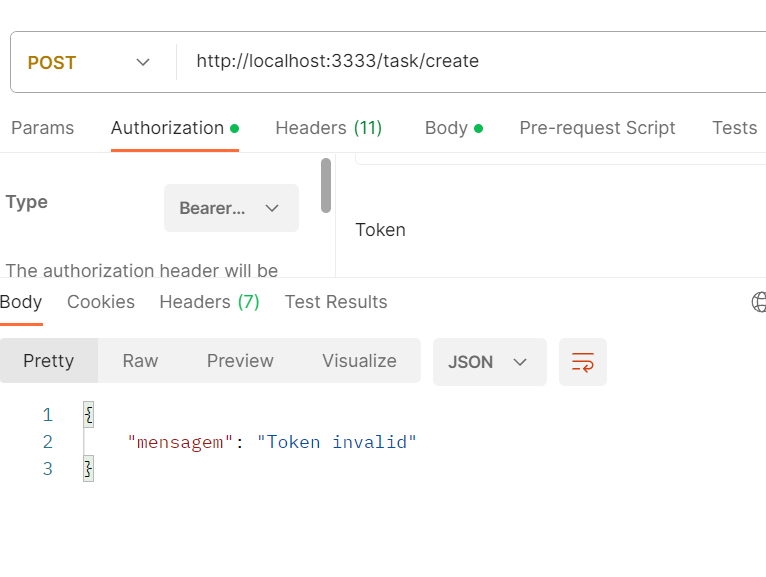 POST http://localhost:3333/task/create
Params Authorization Headers (11) Body Pre-request Script Tests
Type Bearer...
Token
The authorization header will be
Body Cookies Headers (7) Test Results
Pretty Raw Preview Visualize JSON
1 {
2 "mensagem": "Token invalid"
3 }